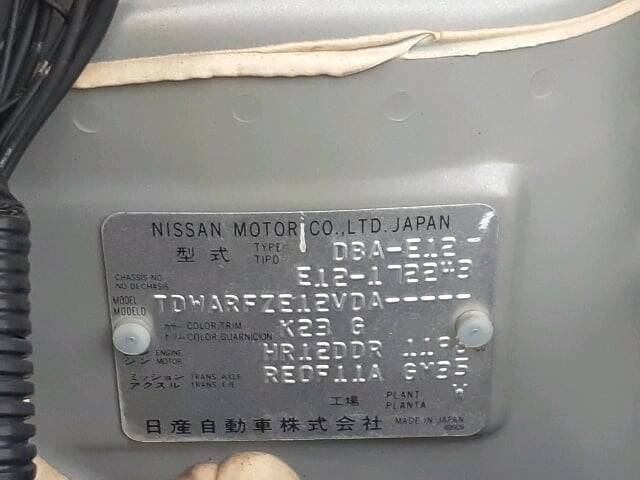 NISSAN MOTOR CO.,LTD. JAPAN
型式 TYPE TIPO DBA-E12-
CHASSIS NO. NO DE CHASIS E12-172243
MODEL MODELO TDWARFZE12VDA-----
カラー COLOR,TRIM K23 G
トリム COLOR,GUARNICION
エンジン ENGINE MOTOR HR12DDR
ミッション TRANS.,AXLE REOF11A GM35
アクスル TRANS.,EJE
工場 PLANT PLANTA
日産自動車株式会社 MADE IN JAPAN